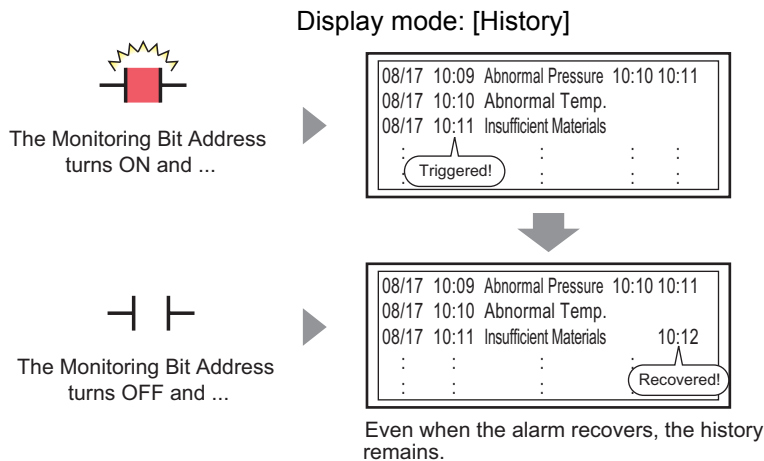 Display mode: [History]
08/17 10:09 Abnormal Pressure 10:10 10:11
08/17 10:10 Abnormal Temp.
08/17 10:11 Insufficient Materials
: : : : :
Triggered!
: : : :
The Monitoring Bit Address
turns ON and ...
08/17 10:09 Abnormal Pressure 10:10 10:11
08/17 10:10 Abnormal Temp.
08/17 10:11 Insufficient Materials 10:12
: : : :
Recovered!
: : : :
The Monitoring Bit Address
turns OFF and ...
Even when the alarm recovers, the history
remains.